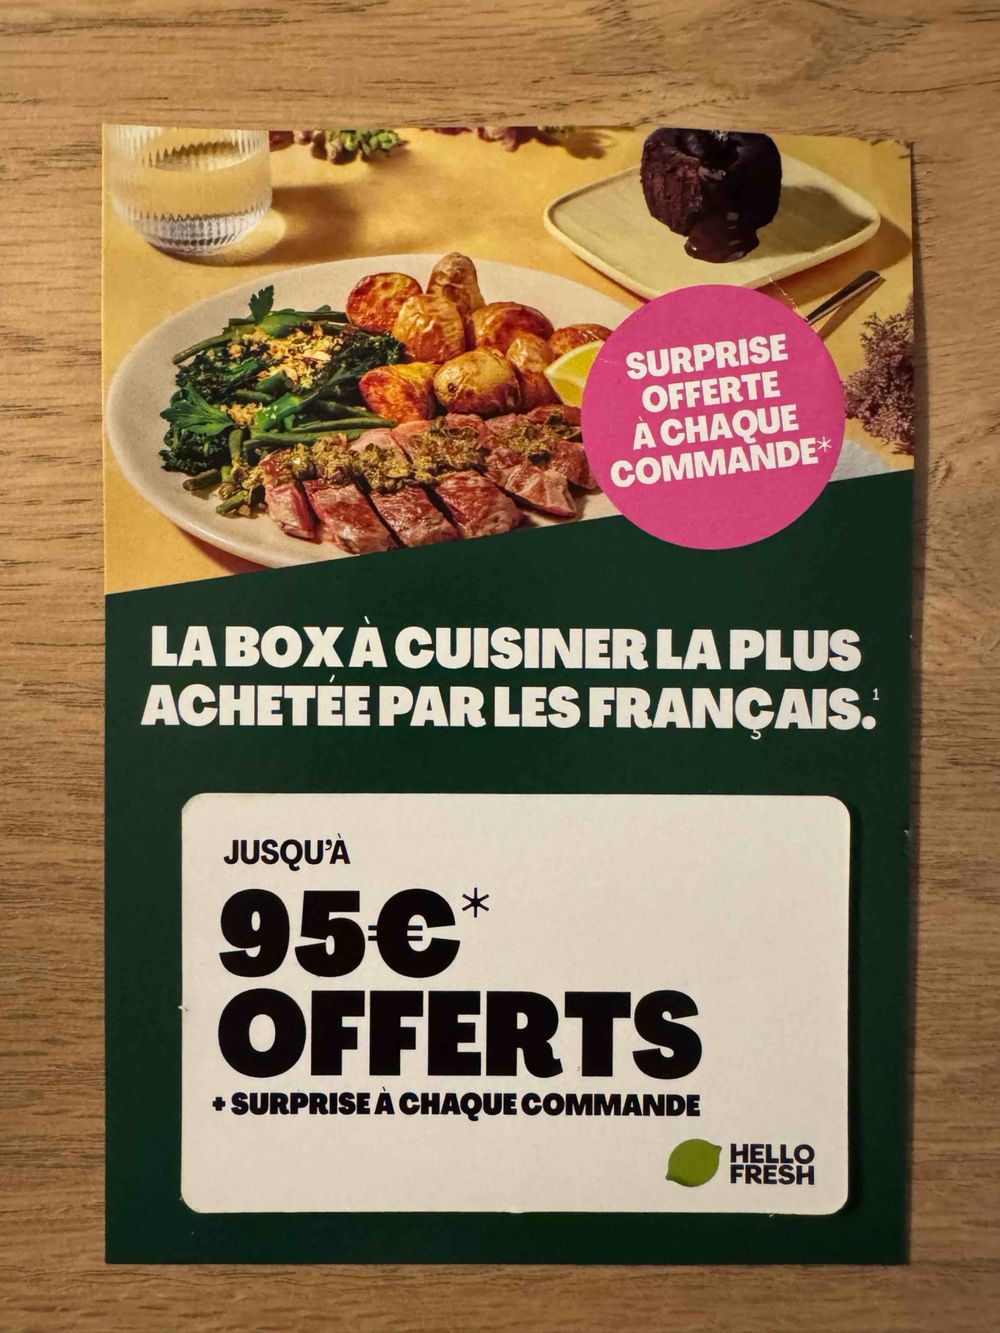 SURPRISE
OFFERTE
À CHAQUE
COMMANDE*
LA BOX À CUISINER LA PLUS
ACHETÉE PAR LES FRANÇAIS.¹
JUSQU'À
95€*
OFFERTS
+ SURPRISE À CHAQUE COMMANDE
HELLO
FRESH